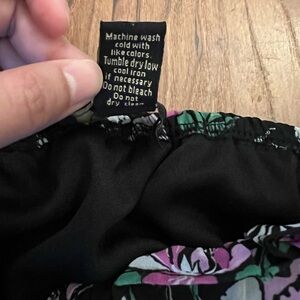 Machine wash
cold with
like colors.
Tumble dry low
cool iron
if necessary
Do not bleach
Do not
dry clean